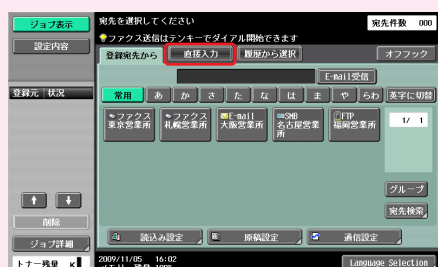 ジョブ表示
宛先を選択してください
宛先件数 000
設定内容
ファクス送信はテンキーでダイアル開始できます
登録宛先から
直接入力
履歴から選択
オフフック
E-mail受信
登録元 状況
常用 あ か さ た な は ま や らわ 英字に切替
ファクス
東京営業所
ファクス
札幌営業所
E-mail
大阪営業所
SMB
名古屋営業所
FTP
福岡営業所
1/ 1
グループ
宛先検索
削除
読込み設定
原稿設定
通信設定
ジョブ詳細
トナー残量 K
2009/11/05 16:02
メモリー残量 100%
Language Selection